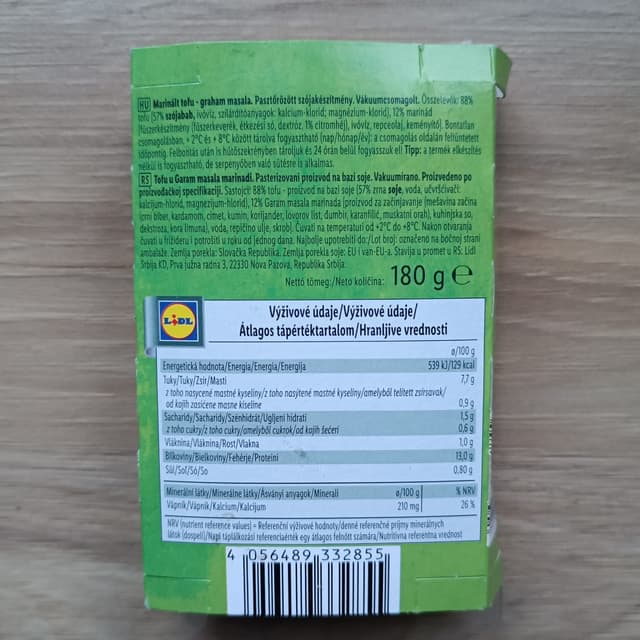 HU Marinált tofu - graham masala. Pasztőrözött szójakészítmény. Vákuumcsomagolt. Összetevők: 88%
tofu (57% szójabab, ivóvíz, szilárdítóanyagok: kalcium-klorid; magnézium-klorid), 12% marinád
(fűszerkészítmény (fűszerkeverék, étkezési só, dextróz, 1% citromhéj), ivóvíz, repceolaj, keményítő). Bontatlan
csomagolásban, + 2°C és + 8°C között tárolva fogyasztható (nap/hónap/év): a csomagolás oldalán feltüntetett
időpontig. Felbontás után is hűtőszekrényben tároljuk és 24 órán belül fogyasszuk el! Tipp: a termék elkészítés
nélkül is fogyasztható, de serpenyőben való sütésre is alkalmas.
RS Tofu u Garam masala marinadi. Pasterizovani proizvod na bazi soje. Vakuumirano. Proizvedeno po
proizvođačkoj specifikaciji. Sastojci: 88% tofu - proizvod na bazi soje (57% zrna soje, voda, učvršćivači:
kalcijum-hlorid, magnezijum-hlorid), 12% Garam masala marinada (proizvod za začinjavanje (mešavina začina
(crni biber, kardamom, cimet, kumin, korijander, lovorov list, đumbir, karanfilić, muskatni orah), kuhinjska so,
dekstroza, kora limuna), voda, repičino ulje, skrob). Čuvati na temperaturi od +2°C do +8°C. Nakon otvaranja
čuvati u frižideru i potrošiti u roku od jednog dana. Najbolje upotrebiti do:/Lot broj: označeno na bočnoj strani
ambalaže. Zemlja porekla: Slovačka Republika. Zemlja porekla soje: EU i van-EU-a. Stavlja u promet u RS: Lidl
Srbija KD, Prva južna radna 3, 22330 Nova Pazova, Republika Srbija.
Nettó tömeg:/Neto količina: 180 g e
LIDL
Výživové údaje/Výživové údaje/
Átlagos tápértéktartalom/Hranljive vrednosti
ø/100 g
Energetická hodnota/Energia/Energia/Energija 539 kJ/129 kcal
Tuky/Tuky/Zsír/Masti 7,7 g
z toho nasycené mastné kyseliny/z toho nasýtené mastné kyseliny/amelyből telített zsírsavak/
od kojih zasićene masne kiseline 0,9 g
Sacharidy/Sacharidy/Szénhidrát/Ugljeni hidrati 1,5 g
z toho cukry/z toho cukry/amelyből cukrok/od kojih šećeri 0,6 g
Vláknina/Vláknina/Rost/Vlakna 1,0 g
Bílkoviny/Bielkoviny/Fehérje/Proteini 13,0 g
Sůl/Soľ/Só/So 0,80 g
Minerální látky/Minerálne látky/Ásványi anyagok/Minerali ø/100 g % NRV
Vápník/Vápnik/Kalcium/Kalcijum 210 mg 26 %
NRV (nutrient reference values) = Referenční výživové hodnoty/denné referenčné príjmy minerálnych
látok (dospelí)/Napi táplálkozási referenciaérték egy átlagos felnőtt számára/Nutritivna referentna vrednost
4 056489 332855